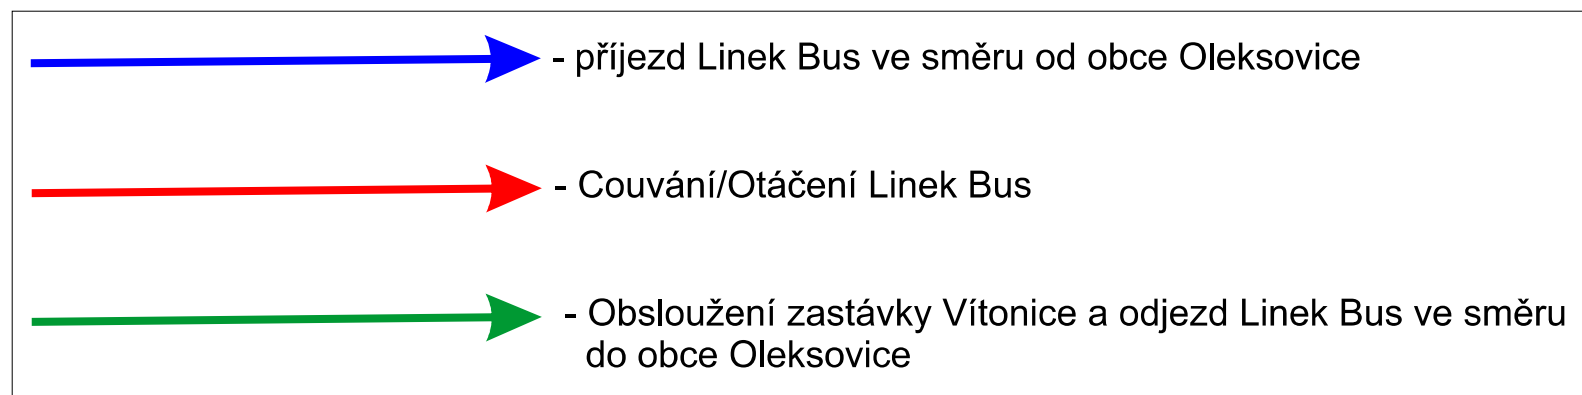 - příjezd Linek Bus ve směru od obce Oleksovice
- Couvání/Otáčení Linek Bus
- Obsloužení zastávky Vítonice a odjezd Linek Bus ve směru
do obce Oleksovice